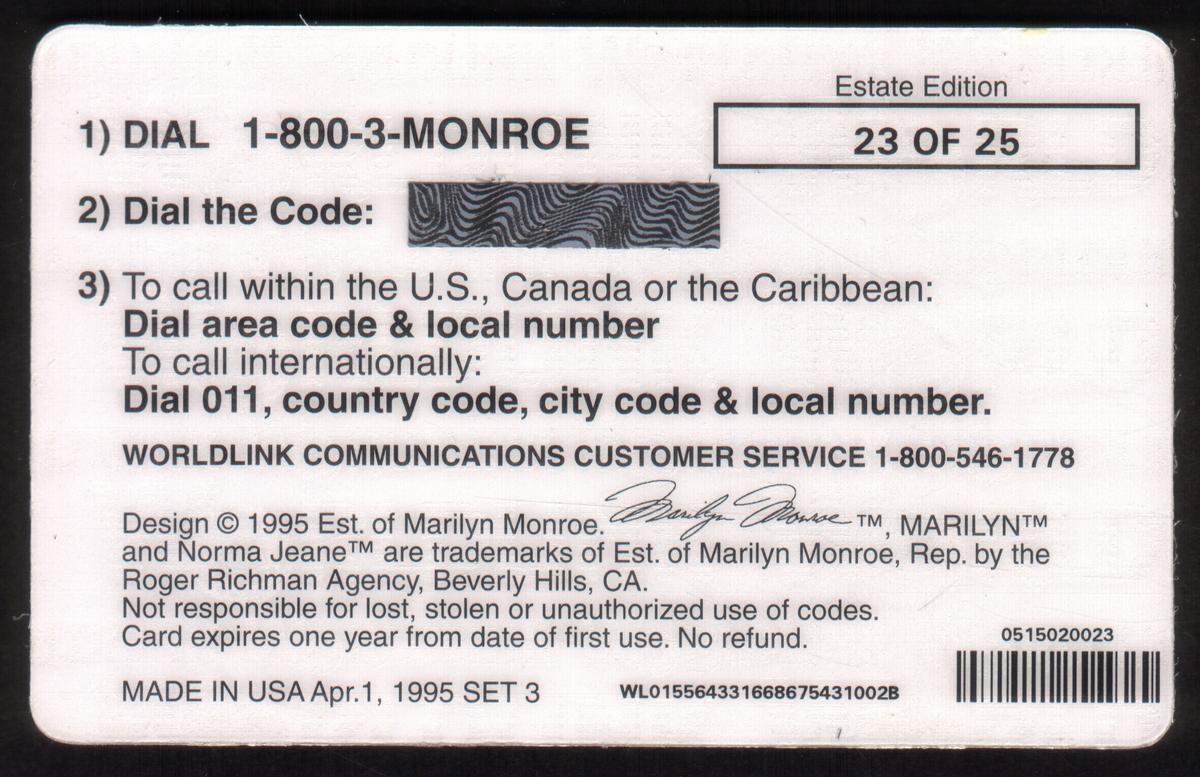 Estate Edition
23 OF 25
1) DIAL 1-800-3-MONROE
2) Dial the Code:
3) To call within the U.S., Canada or the Caribbean:
Dial area code & local number
To call internationally:
Dial 011, country code, city code & local number.
WORLDLINK COMMUNICATIONS CUSTOMER SERVICE 1-800-546-1778
Design © 1995 Est. of Marilyn Monroe. Marilyn Monroe ™, MARILYN™
and Norma Jeane™ are trademarks of Est. of Marilyn Monroe, Rep. by the
Roger Richman Agency, Beverly Hills, CA.
Not responsible for lost, stolen or unauthorized use of codes.
Card expires one year from date of first use. No refund.
0515020023
MADE IN USA Apr.1, 1995 SET 3 WL0155643316686754​31002B